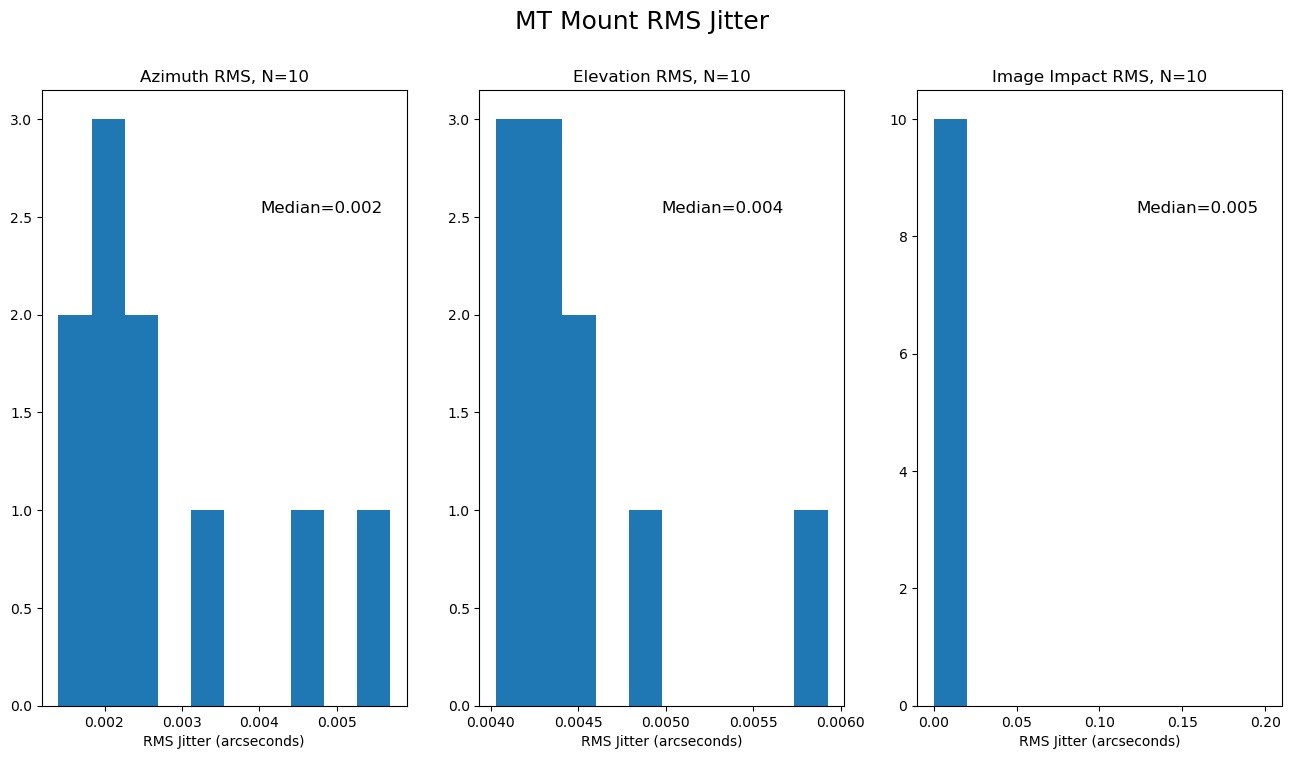 MT Mount RMS Jitter
Azimuth RMS, N=10
3.0
2.5
2.0
1.5
1.0
0.5
0.0
Median=0.002
0.002 0.003 0.004 0.005
RMS Jitter (arcseconds)
Elevation RMS, N=10
3.0
2.5
2.0
1.5
1.0
0.5
0.0
Median=0.004
0.0040 0.0045 0.0050 0.0055 0.0060
RMS Jitter (arcseconds)
Image Impact RMS, N=10
10
8
6
4
2
0
Median=0.005
0.00 0.05 0.10 0.15 0.20
RMS Jitter (arcseconds)